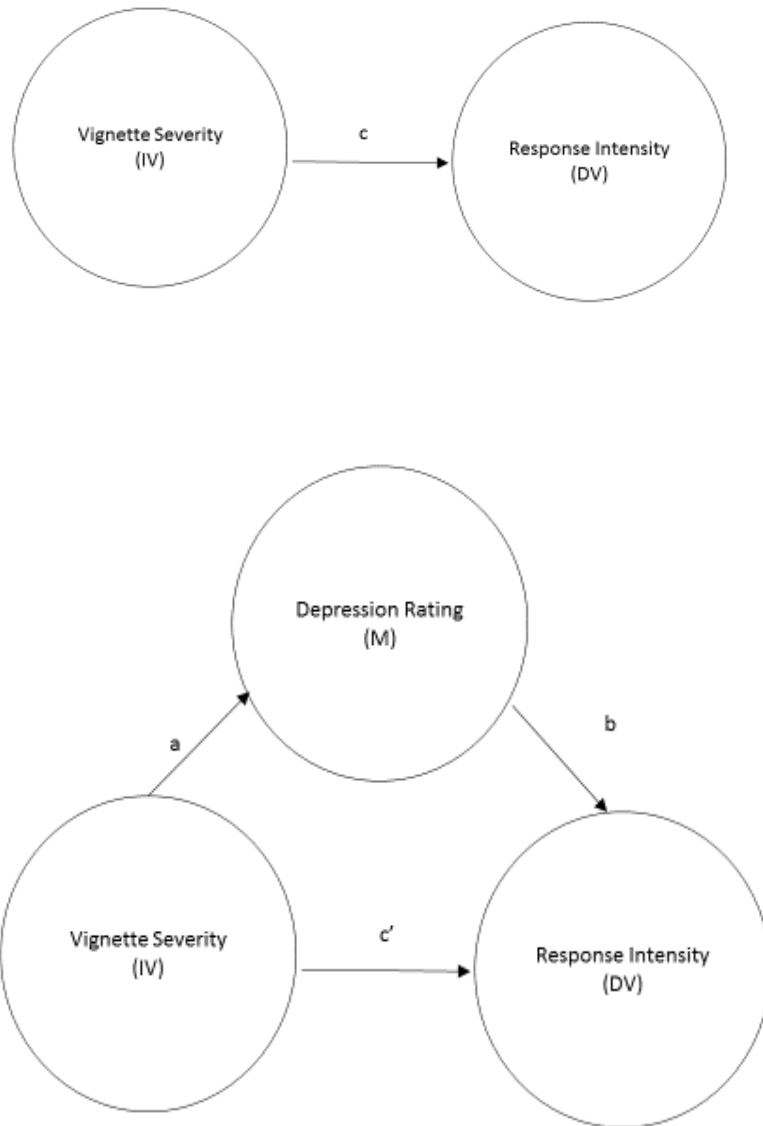 Vignette Severity
(IV)
c
Response Intensity
(DV)
Depression Rating
(M)
a
b
Vignette Severity
(IV)
c’
Response Intensity
(DV)